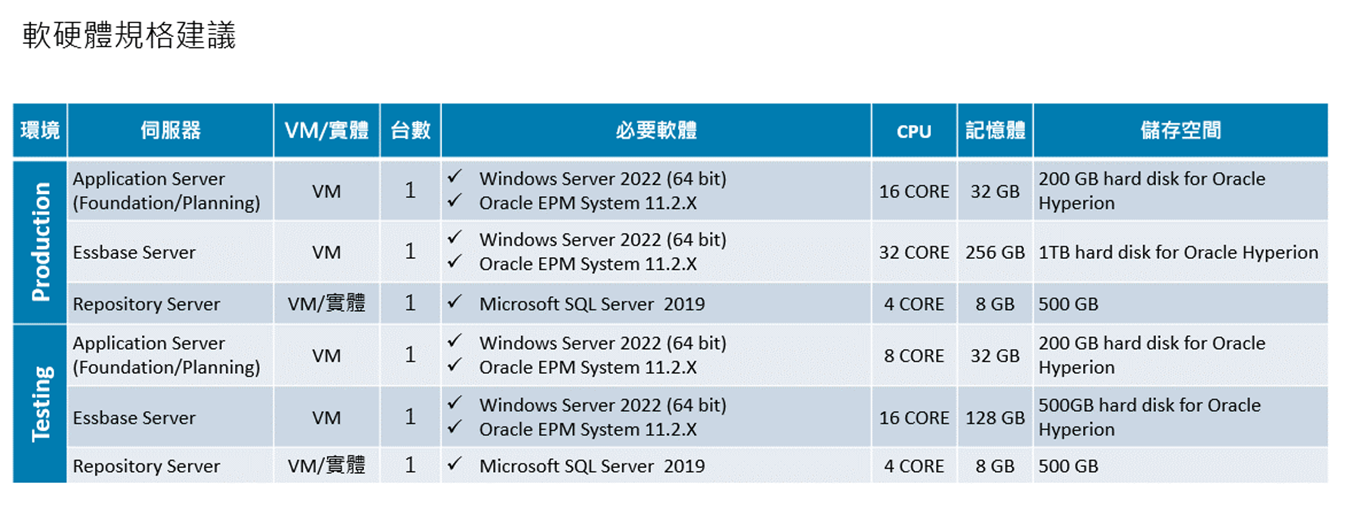 軟硬體規格建議
環境 伺服器 VM/實體 台數 必要軟體 CPU 記憶體 儲存空間
Production
Application Server (Foundation/Planning) VM 1 ✓ Windows Server 2022 (64 bit) ✓ Oracle EPM System 11.2.X 16 CORE 32 GB 200 GB hard disk for Oracle Hyperion
Essbase Server VM 1 ✓ Windows Server 2022 (64 bit) ✓ Oracle EPM System 11.2.X 32 CORE 256 GB 1TB hard disk for Oracle Hyperion
Repository Server VM/實體 1 ✓ Microsoft SQL Server 2019 4 CORE 8 GB 500 GB
Testing
Application Server (Foundation/Planning) VM 1 ✓ Windows Server 2022 (64 bit) ✓ Oracle EPM System 11.2.X 8 CORE 32 GB 200 GB hard disk for Oracle Hyperion
Essbase Server VM 1 ✓ Windows Server 2022 (64 bit) ✓ Oracle EPM System 11.2.X 16 CORE 128 GB 500GB hard disk for Oracle Hyperion
Repository Server VM/實體 1 ✓ Microsoft SQL Server 2019 4 CORE 8 GB 500 GB